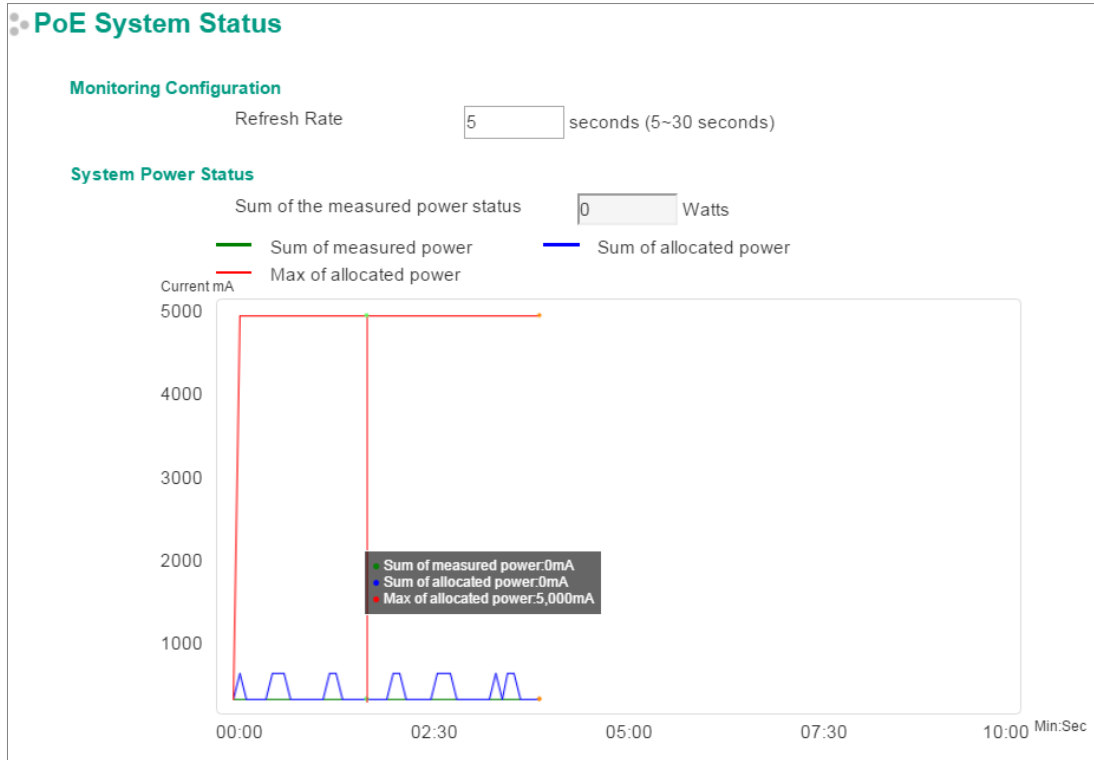 PoE System Status
Monitoring Configuration
Refresh Rate 5 seconds (5~30 seconds)
System Power Status
Sum of the measured power status 0 Watts
Sum of measured power Sum of allocated power
Max of allocated power
Current mA
5000
4000
3000
2000
Sum of measured power:0mA
Sum of allocated power:0mA
Max of allocated power:5,000mA
1000
00:00 02:30 05:00 07:30 10:00 Min:Sec